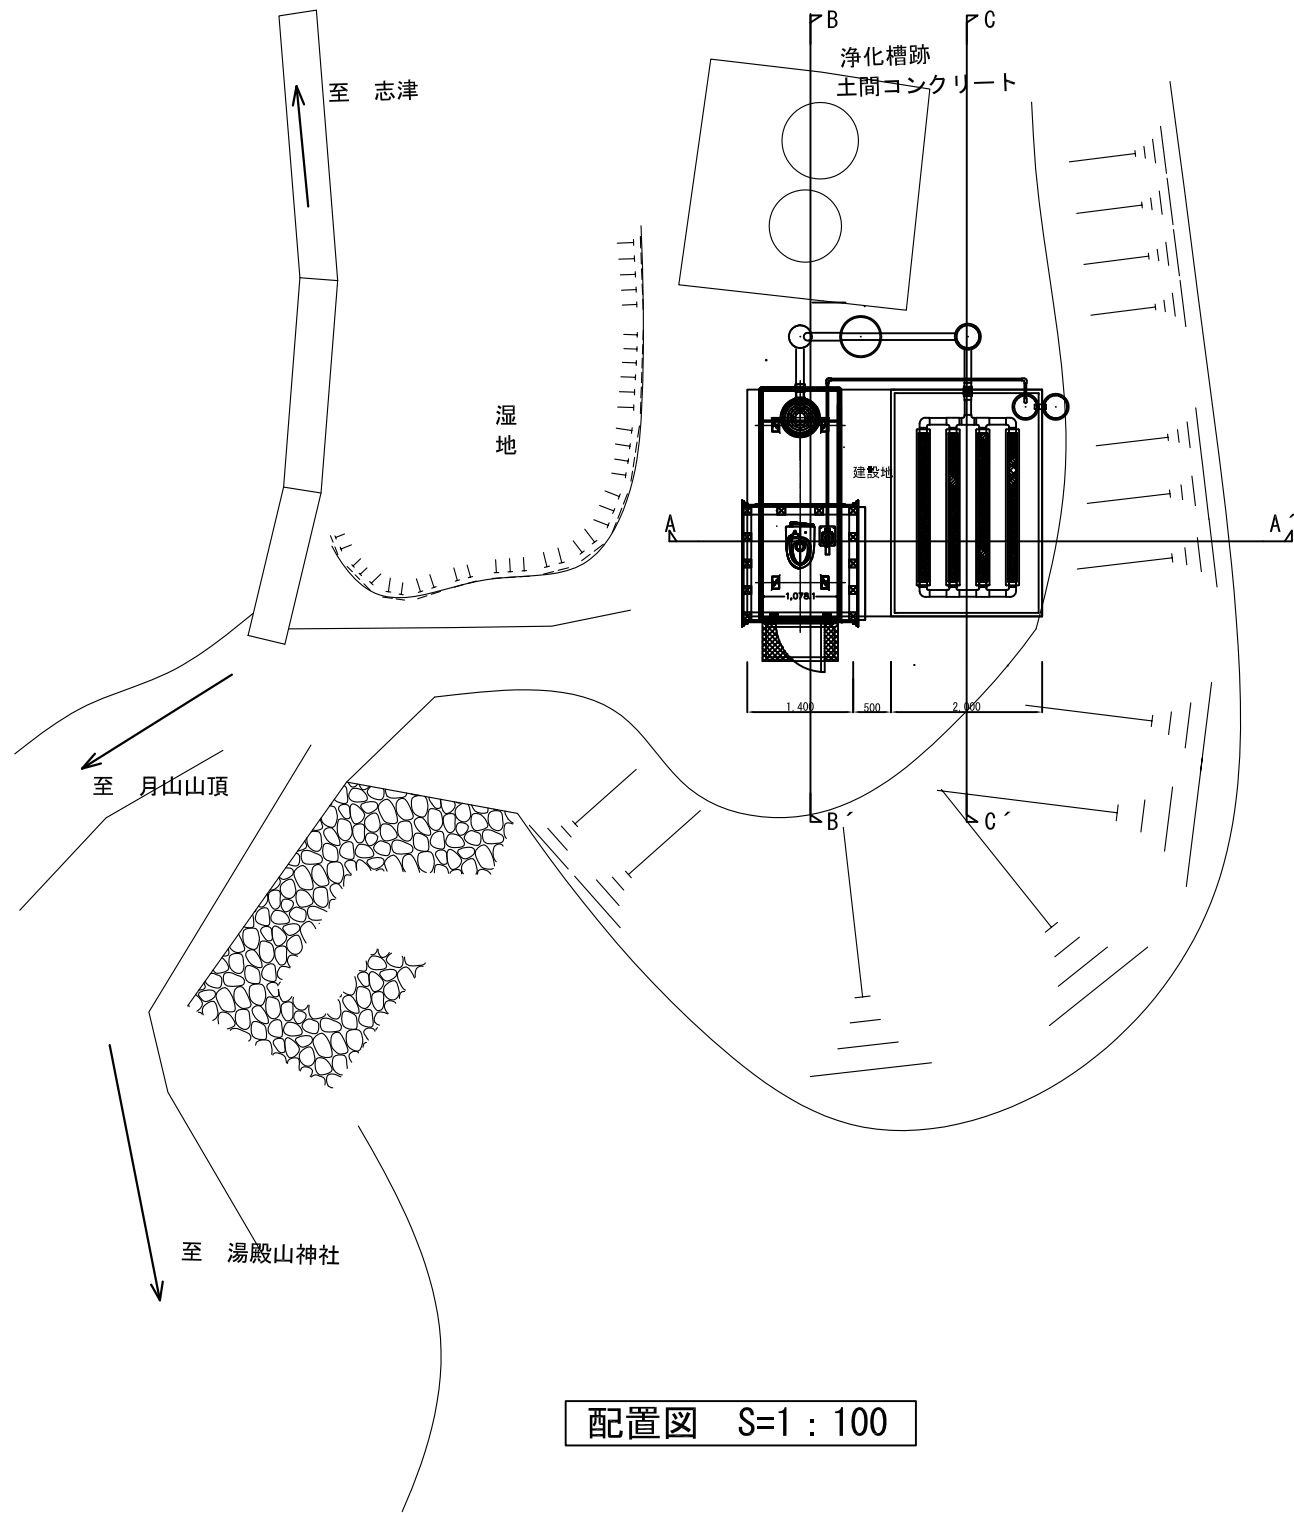 B
C
浄化槽跡
土間コンクリート
至　志津
湿
地
建設地
A
A´
1,078.1
1,400
500
2,000
至　月山山頂
B´
C´
至　湯殿山神社
配置図　S=1：100